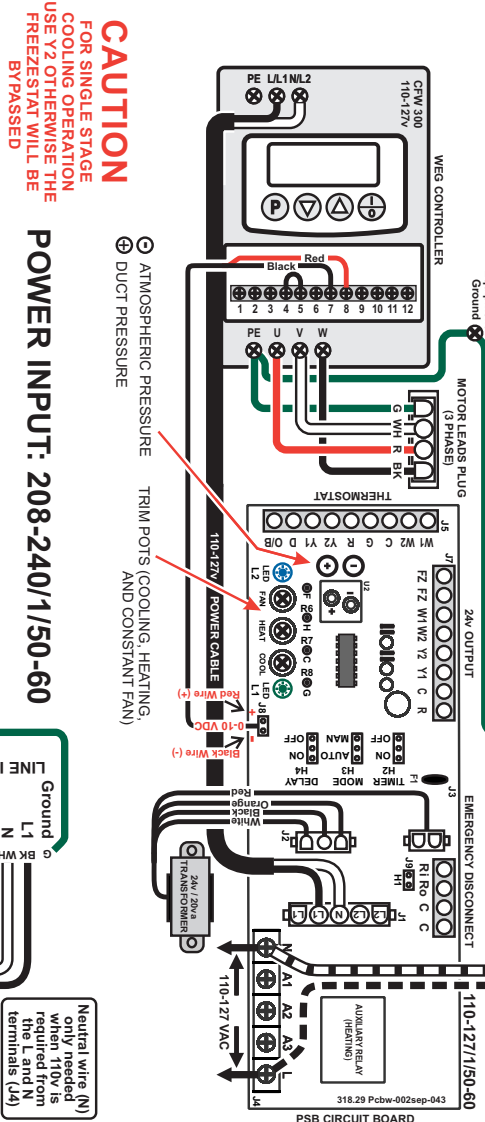 CAUTION
FOR SINGLE STAGE
COOLING OPERATION
USE Y2 OTHERWISE THE
FREEZESTAT WILL BE
BYPASSED
POWER INPUT: 208-240/1/50-60
PE L/L1 N/L2
CFW 300
110-127v
WEG CONTROLLER
P
I
0
Red
Black
1 2 3 4 5 6 7 8 9 10 11 12
PE U V W
Ground
⊖ ATMOSPHERIC PRESSURE
⊕ DUCT PRESSURE
TRIM POTS (COOLING, HEATING,
AND CONSTANT FAN)
MOTOR LEADS PLUG
(3 PHASE)
G WH R BK
THERMOSTAT
J5
O/B D Y1 Y2 R G C W2 W1
J7
24v OUTPUT
FZ FZ W1 W2 Y2 Y1 C R
U2
LED
L2
FAN
HEAT
COOL
LED
L1
F
R6
H
R7
C
R8
G
J8
Red Wire (+)
+
0-10 VDC
-
Black Wire (-)
110-127v POWER CABLE
OFF ON
H2
TIMER
MAN AUTO
H3
MODE
OFF ON
H4
DELAY
F1
J3
EMERGENCY DISCONNECT
Ri Ro C C
J9
H1
Red
Orange
Black
White
J2
24v / 20va
TRANSFORMER
J1
L1 L1 N L2 L2
N A1 A2 A3 L
J4
110-127 VAC
AUXILIARY RELAY
(HEATING)
110-127/1/50-60
318.29 Pcbw-002sep-043
PSB CIRCUIT BOARD
LINE
Ground
L1
N
G BK WH
Neutral wire (N)
only needed
when 110v is
required from
the L and N
terminals (J4)